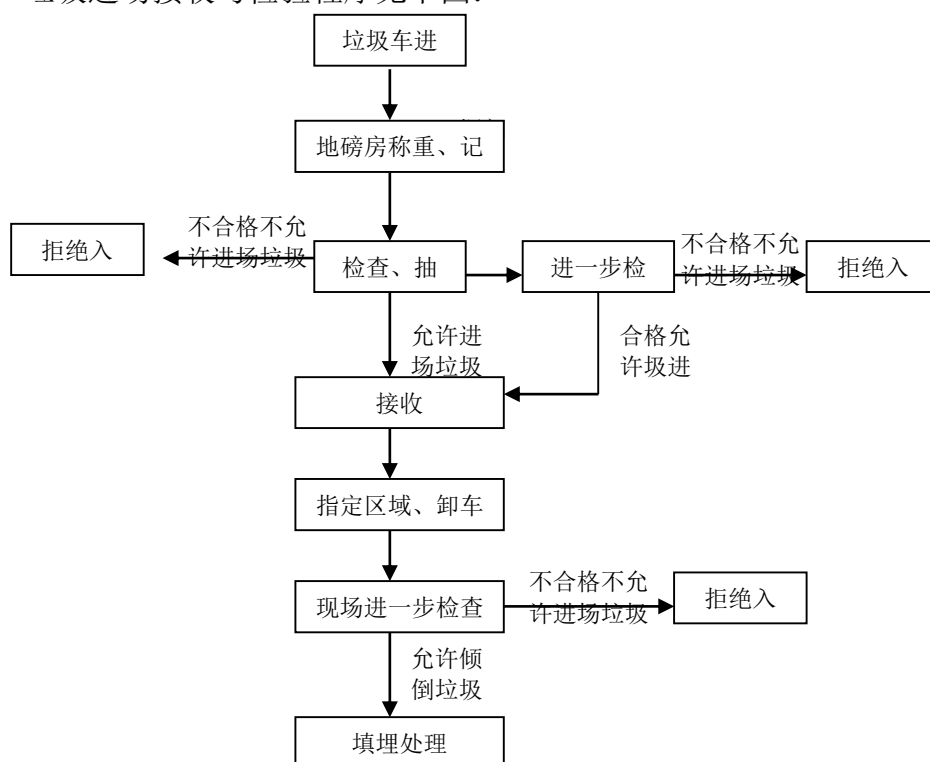 垃圾车进
地磅房称重、记
不合格不允
许进场垃圾
拒绝入
检查、抽
进一步检
不合格不允
许进场垃圾
拒绝入
允许进
场垃圾
合格允
许圾进
接收
指定区域、卸车
现场进一步检查
不合格不允
许进场垃圾
拒绝入
允许倾
倒垃圾
填埋处理